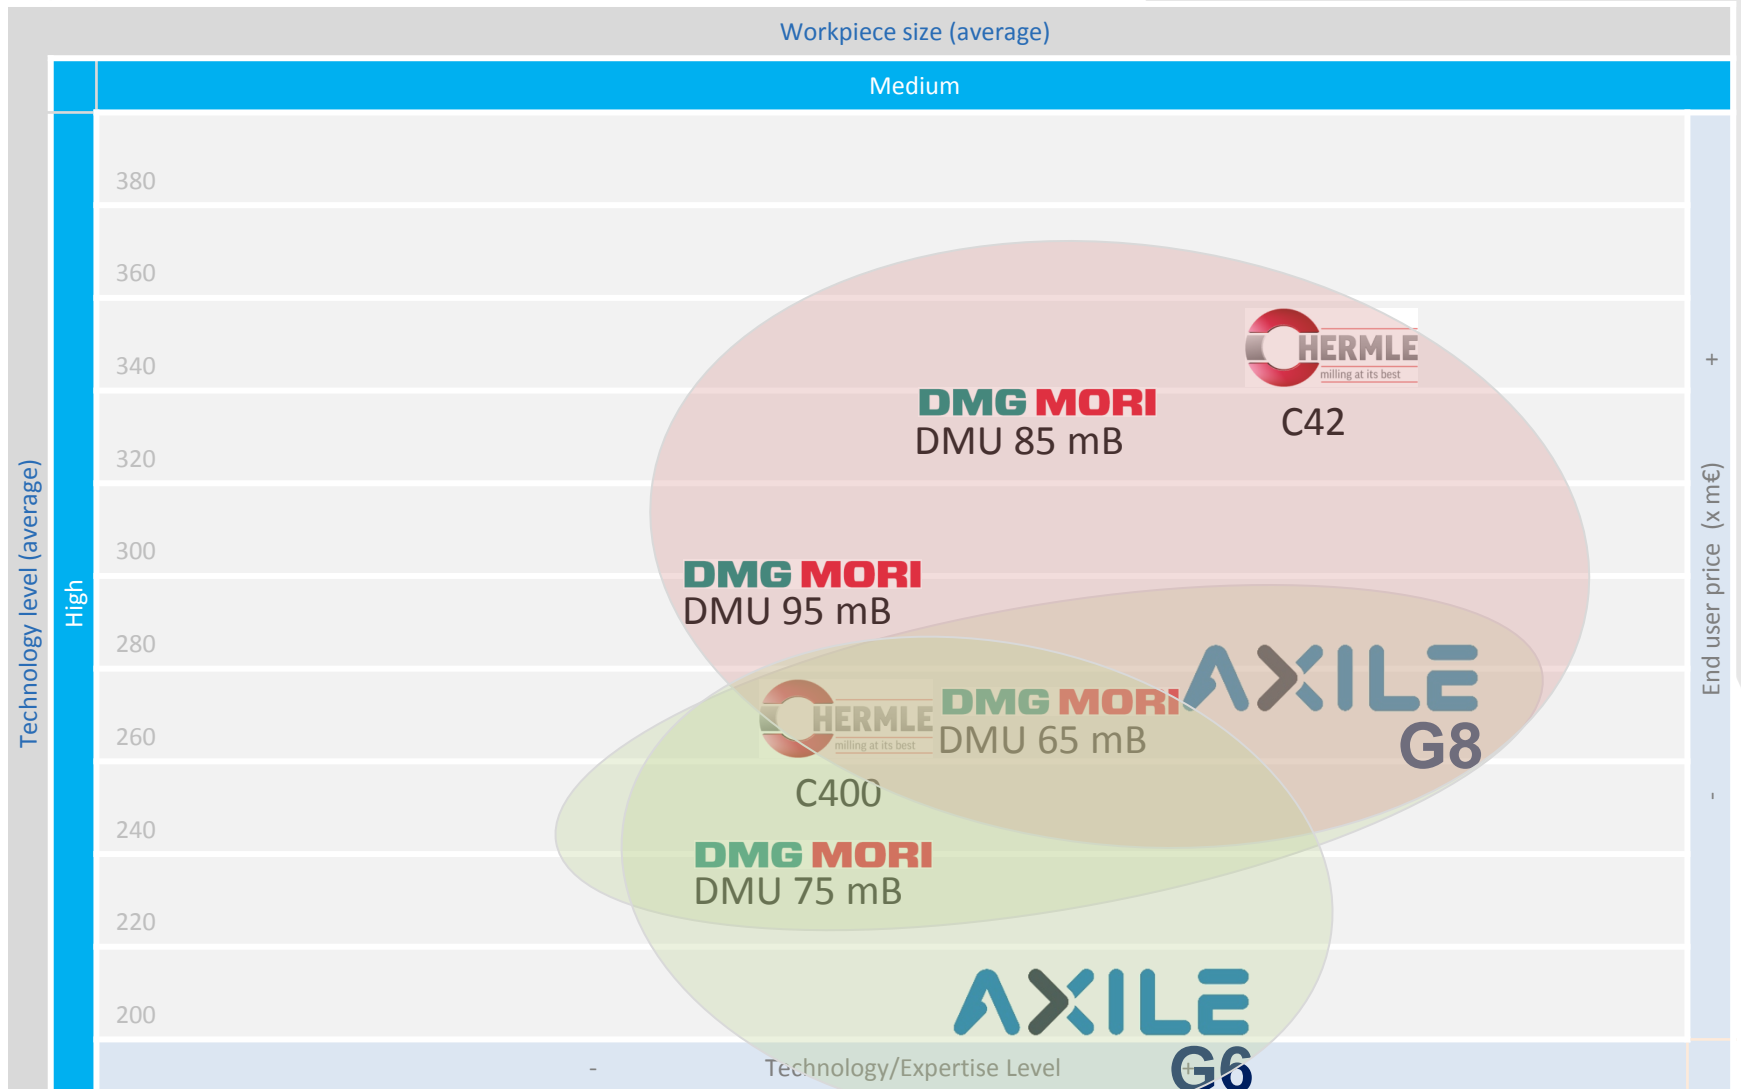 Workpiece size (average)
Medium
Technology level (average)
High
380
360
340
320
300
280
260
240
220
200
HERMLE
milling at its best
C42
DMG MORI
DMU 85 mB
DMG MORI
DMU 95 mB
AXILE
G8
HERMLE
milling at its best
C400
DMG MORI
DMU 65 mB
DMG MORI
DMU 75 mB
AXILE
G6
+
End user price (x m€)
-
- Technology/Expertise Level +